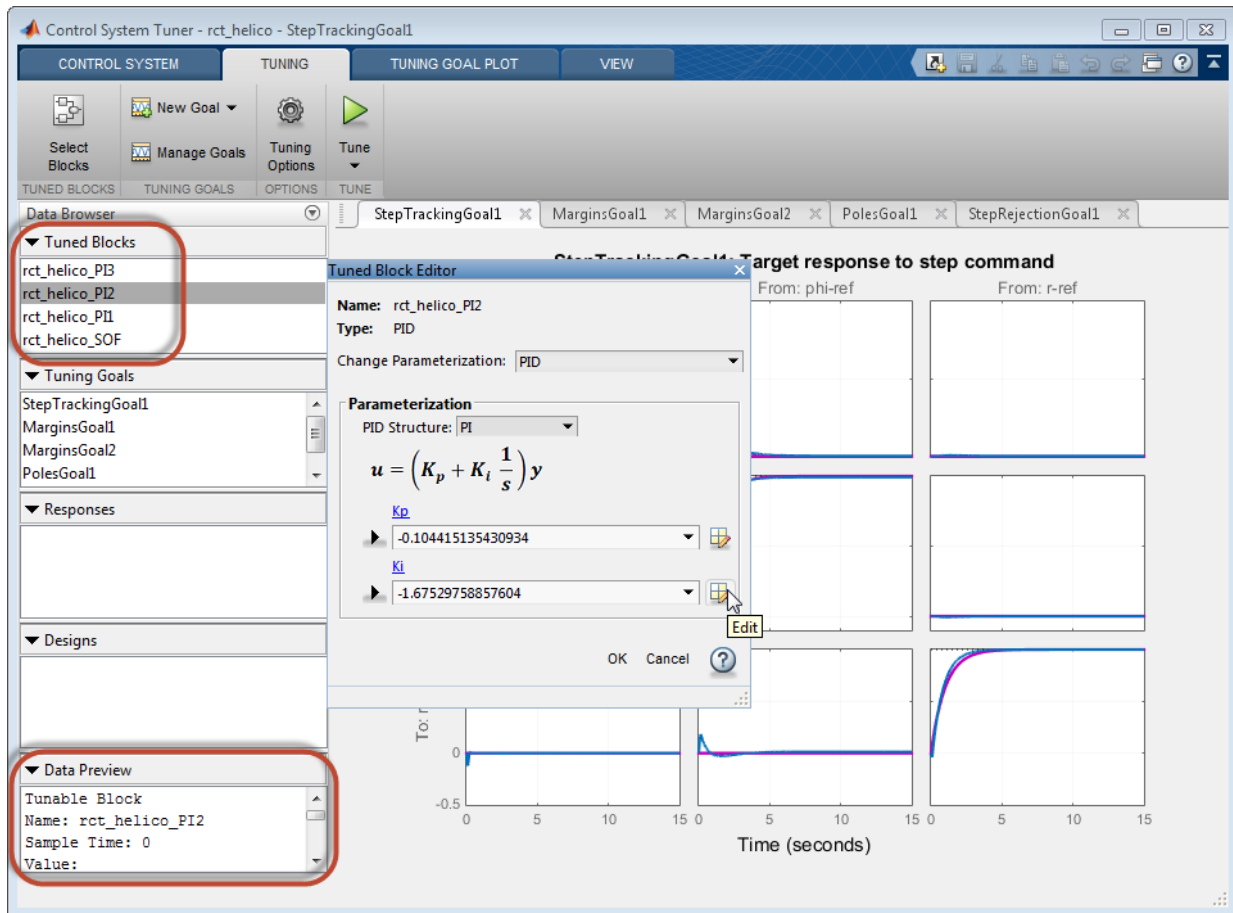 Control System Tuner - rct_helico - StepTrackingGoal1
CONTROL SYSTEM
TUNING
TUNING GOAL PLOT
VIEW
Select Blocks
New Goal
Manage Goals
Tuning Options
Tune
TUNED BLOCKS
TUNING GOALS
OPTIONS
TUNE
Data Browser
Tuned Blocks
rct_helico_PI3
rct_helico_PI2
rct_helico_PI1
rct_helico_SOF
Tuning Goals
StepTrackingGoal1
MarginsGoal1
MarginsGoal2
PolesGoal1
Responses
Designs
Data Preview
Tunable Block
Name: rct_helico_PI2
Sample Time: 0
Value:
StepTrackingGoal1
MarginsGoal1
MarginsGoal2
PolesGoal1
StepRejectionGoal1
StepTrackingGoal1: Target response to step command
From: phi-ref
From: r-ref
Tuned Block Editor
Name: rct_helico_PI2
Type: PID
Change Parameterization: PID
Parameterization
PID Structure: PI
u = (K_p + K_i 1/s) y
Kp
-0.104415135430934
Ki
-1.67529758857604
Edit
OK Cancel
To: r
0
-0.5
0 5 10 15 0 5 10 15 0 5 10 15
Time (seconds)